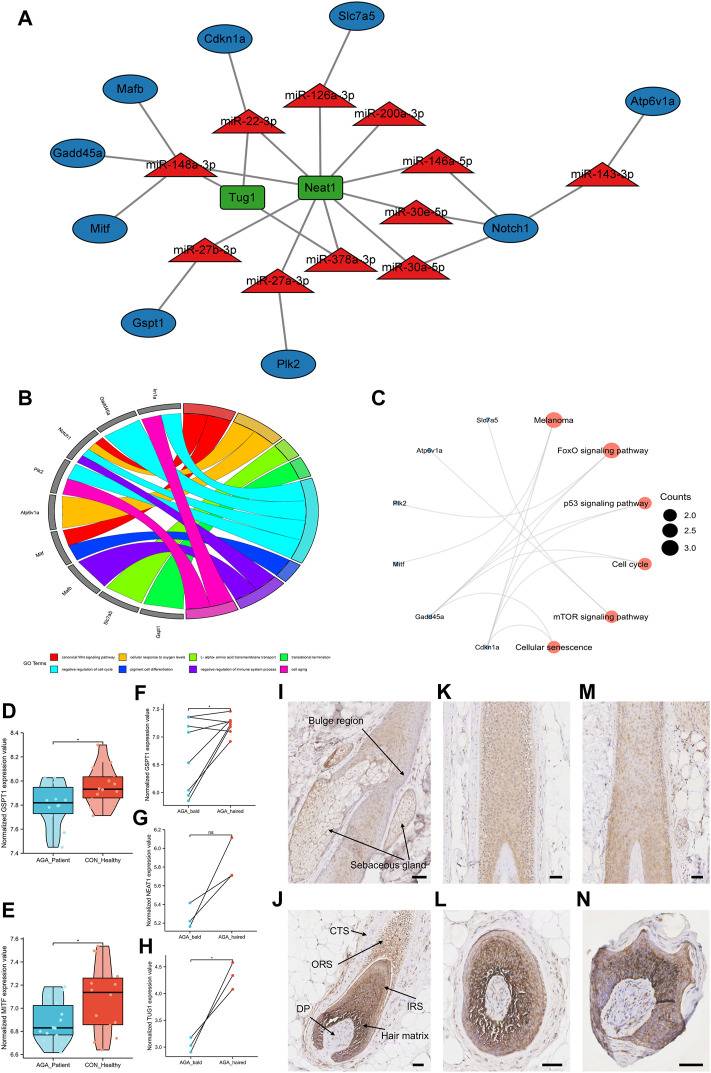 A
Slc7a5
Cdkn1a
Mafb
miR-126a-3p
Atp6v1a
miR-22-3p
miR-200a-3p
Gadd45a
miR-148a-3p
miR-146a-5p
miR-143-3p
Tug1
Neat1
Mitf
miR-30e-5p
Notch1
miR-27b-3p
miR-378a-3p
miR-30a-5p
miR-27a-3p
Gspt1
Plk2
B
Gadd45a
Notch1
Plk2
Atp6v1a
Mitf
Mafb
Slc7a5
Gspt1
GO Terms
canonical Wnt signaling pathway
cellular response to oxygen levels
L-alpha-amino acid transmembrane transport
translational termination
negative regulation of cell cycle
pigment cell differentiation
negative regulation of immune system process
cell aging
C
Slc7a5
Melanoma
Atp6v1a
FoxO signaling pathway
Plk2
p53 signaling pathway
Mitf
Cell cycle
Gadd45a
mTOR signaling pathway
Cdkn1a
Cellular senescence
Counts
2.0
2.5
3.0
D
Normalized GSPT1 expression value
8.4
8.2
8.0
7.8
7.6
7.4
AGA_Patient
CON_Healthy
E
Normalized MITF expression value
7.6
7.4
7.2
7.0
6.8
6.6
AGA_Patient
CON_Healthy
F
Normalized GSPT1 expression value
7.5
7.0
6.5
6.0
AGA_bald
AGA_haired
G
Normalized NEAT1 expression value
ns
6.2
6.0
5.8
5.6
5.4
5.2
AGA_bald
AGA_haired
H
Normalized TUG1 expression value
4.5
4.0
3.5
3.0
AGA_bald
AGA_haired
I
Bulge region
Sebaceous gland
J
CTS
ORS
DP
IRS
Hair matrix
K
L
M
N